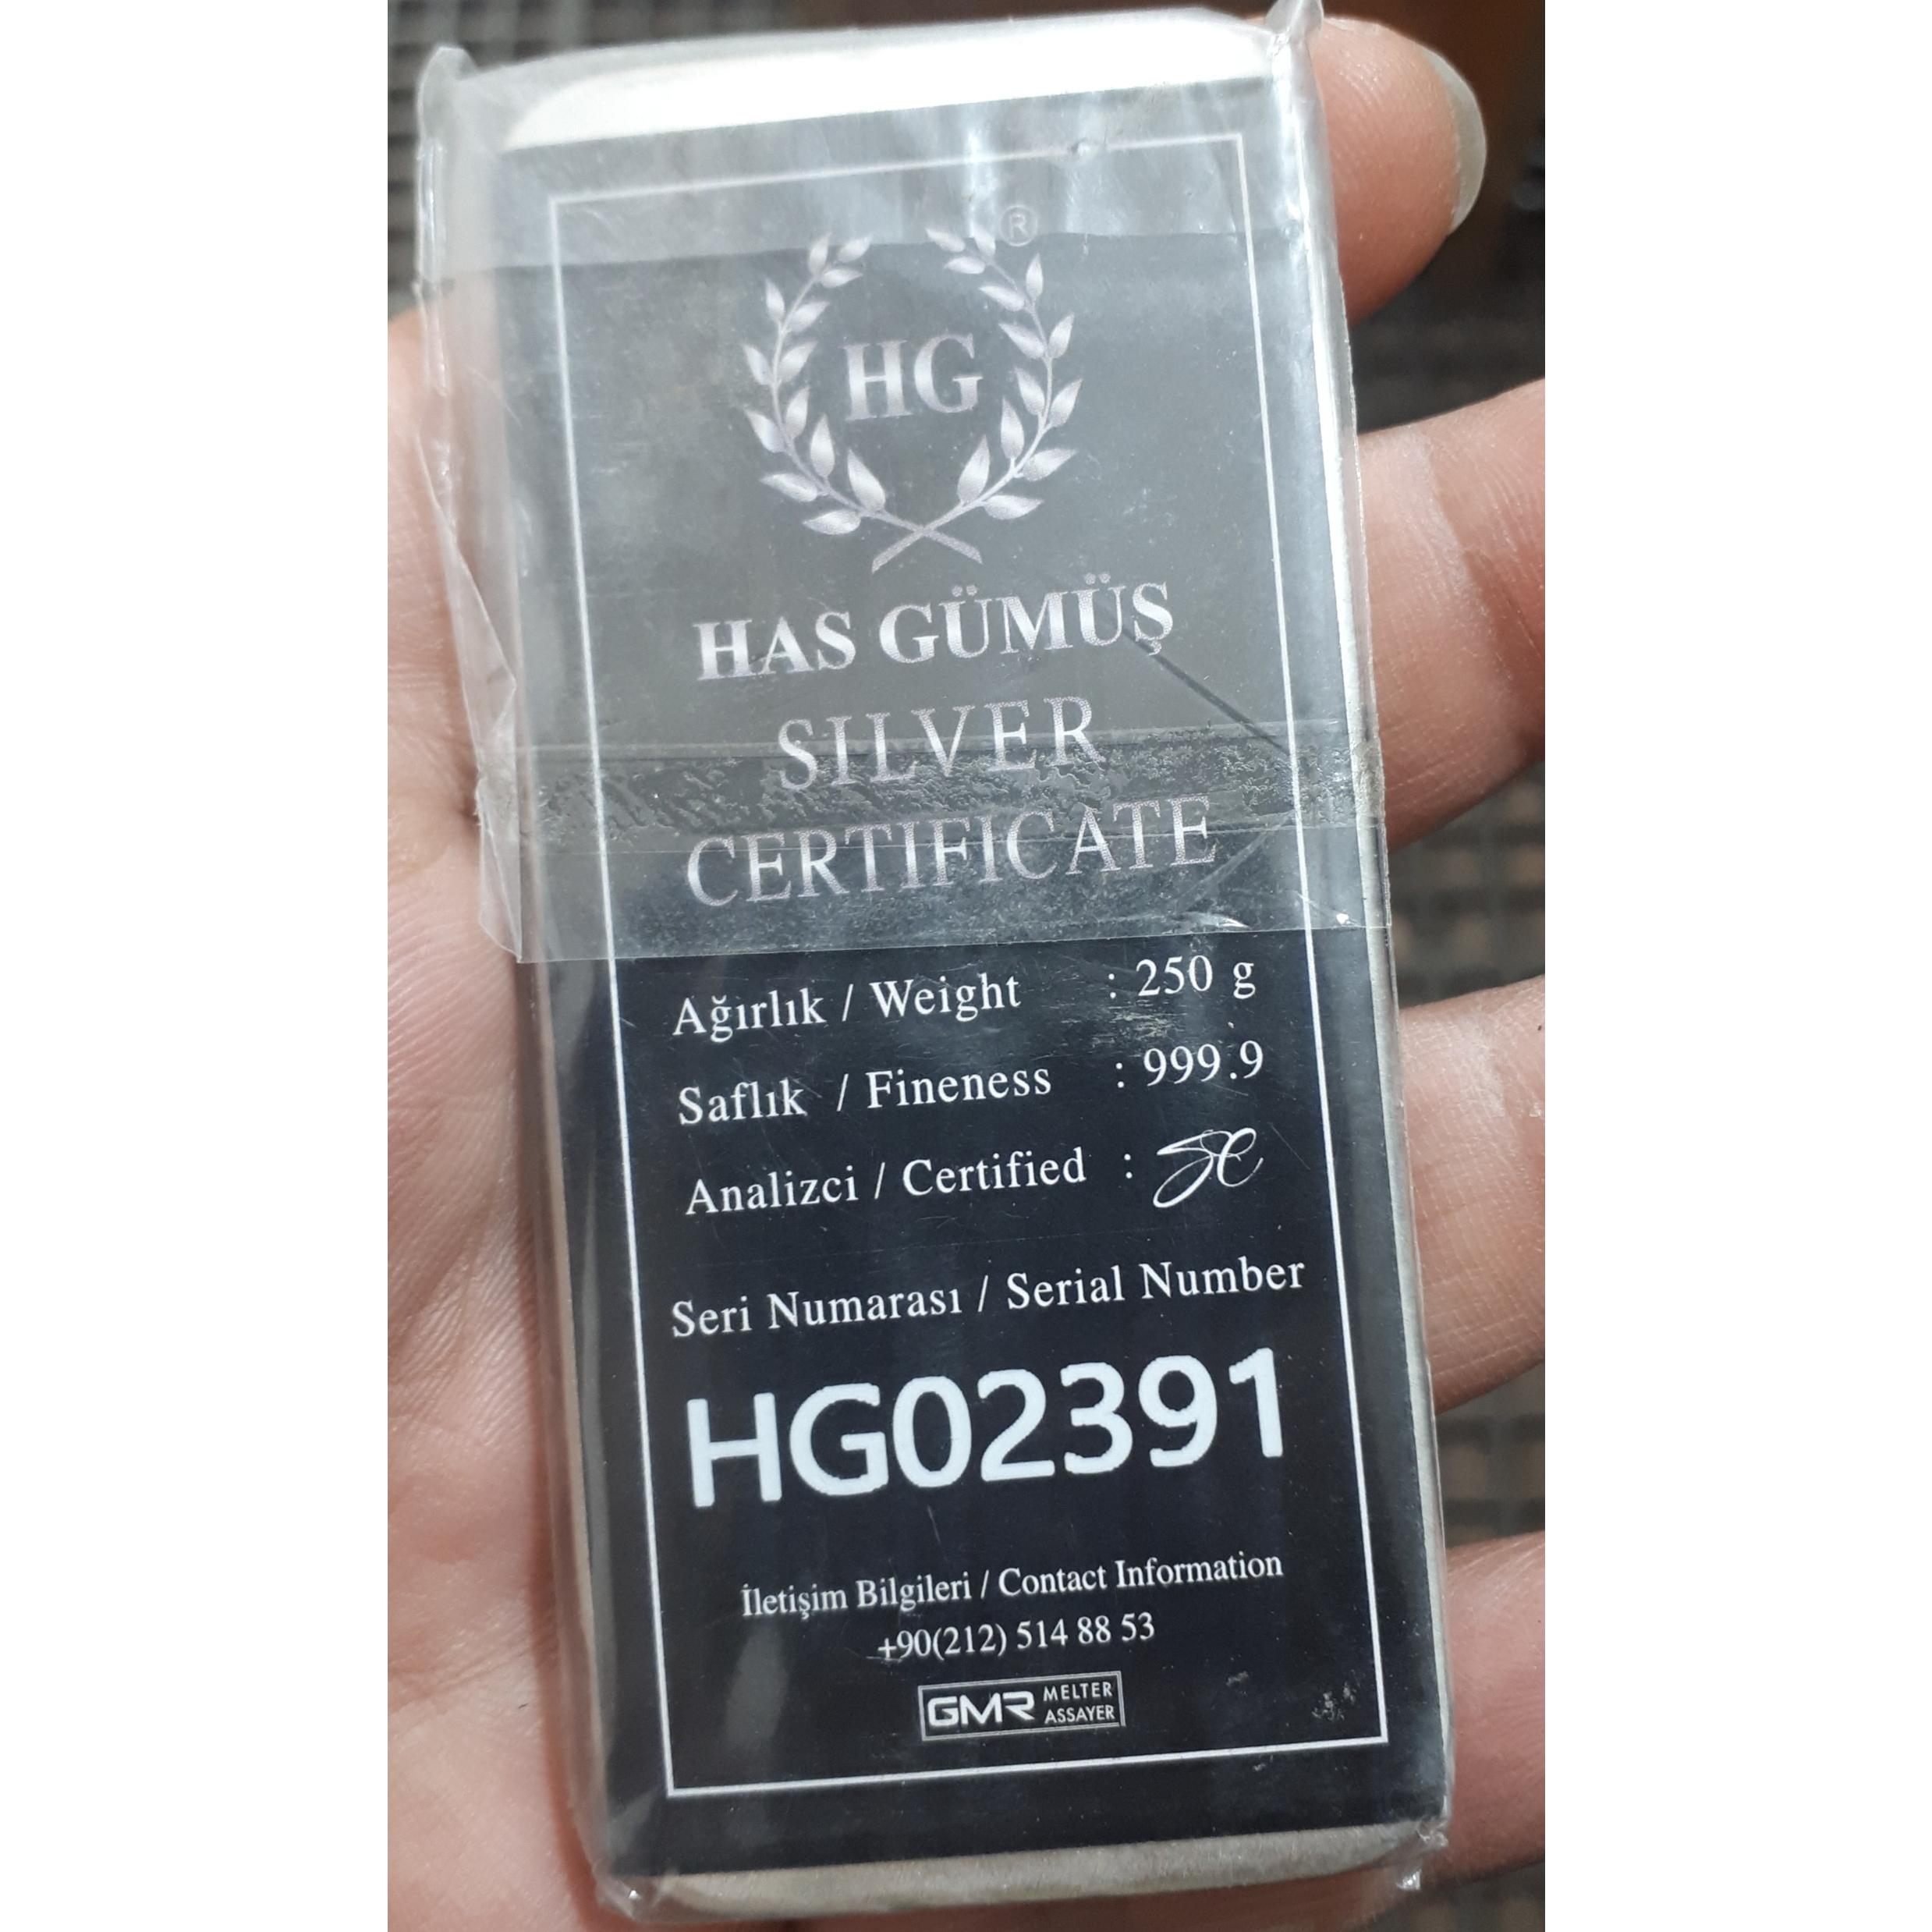 ®
HG
HAS GÜMÜŞ
SILVER
CERTIFICATE
Ağırlık / Weight : 250 g
Saflık / Fineness : 999.9
Analizci / Certified : SC
Seri Numarası / Serial Number
HG02391
İletişim Bilgileri / Contact Information
+90(212) 514 88 53
GMR MELTER
ASSAYER